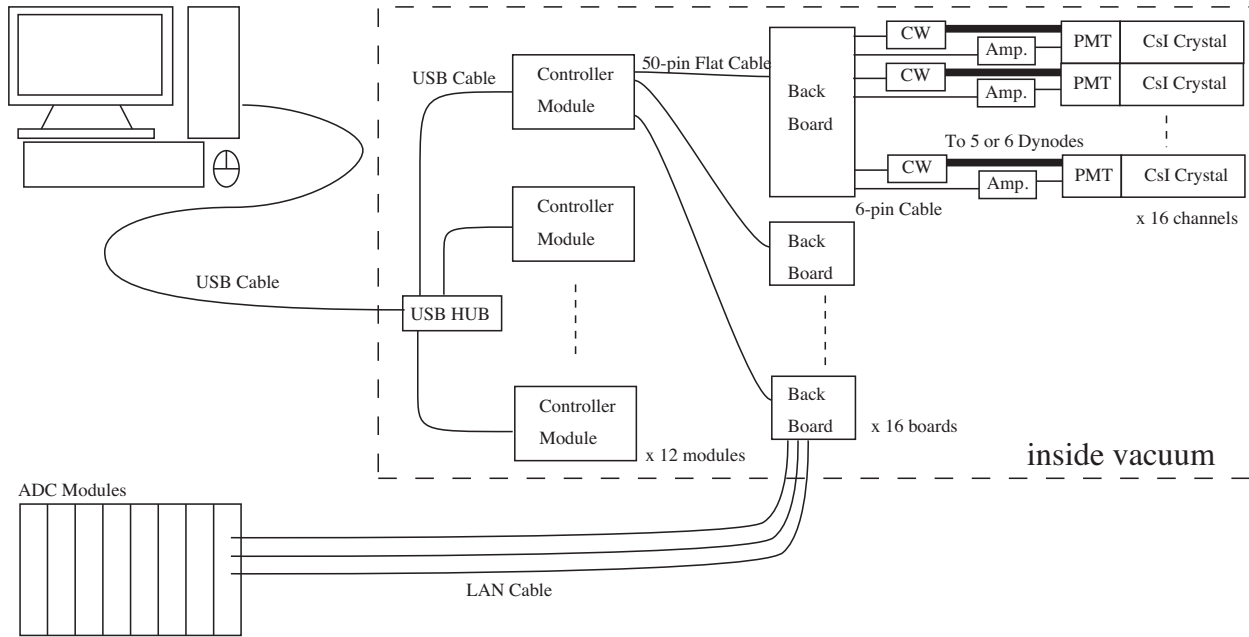 CW
PMT
CsI Crystal
Amp.
50-pin Flat Cable
USB Cable
Controller
Module
Back
Board
CW
PMT
CsI Crystal
Amp.
To 5 or 6 Dynodes
CW
PMT
CsI Crystal
Amp.
6-pin Cable
x 16 channels
Controller
Module
Back
Board
USB Cable
USB HUB
Controller
Module
x 12 modules
Back
Board
x 16 boards
inside vacuum
ADC Modules
LAN Cable